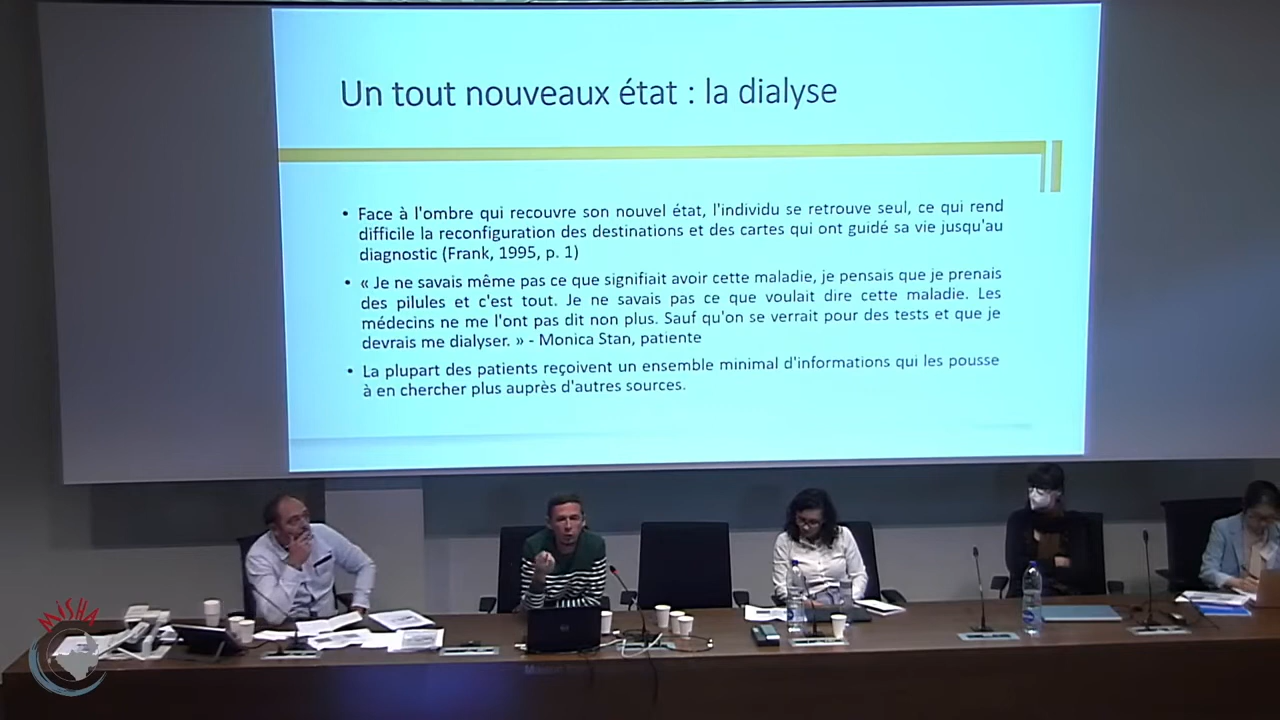 Un tout nouveaux état : la dialyse
• Face à l'ombre qui recouvre son nouvel état, l'individu se retrouve seul, ce qui rend
difficile la reconfiguration des destinations et des cartes qui ont guidé sa vie jusqu'au
diagnostic (Frank, 1995, p. 1)
• « Je ne savais même pas ce que signifiait avoir cette maladie, je pensais que je prenais
des pilules et c'est tout. Je ne savais pas ce que voulait dire cette maladie. Les
médecins ne me l'ont pas dit non plus. Sauf qu'on se verrait pour des tests et que je
devrais me dialyser. » - Monica Stan, patiente
• La plupart des patients reçoivent un ensemble minimal d'informations qui les pousse
à en chercher plus auprès d'autres sources.
MiSHA